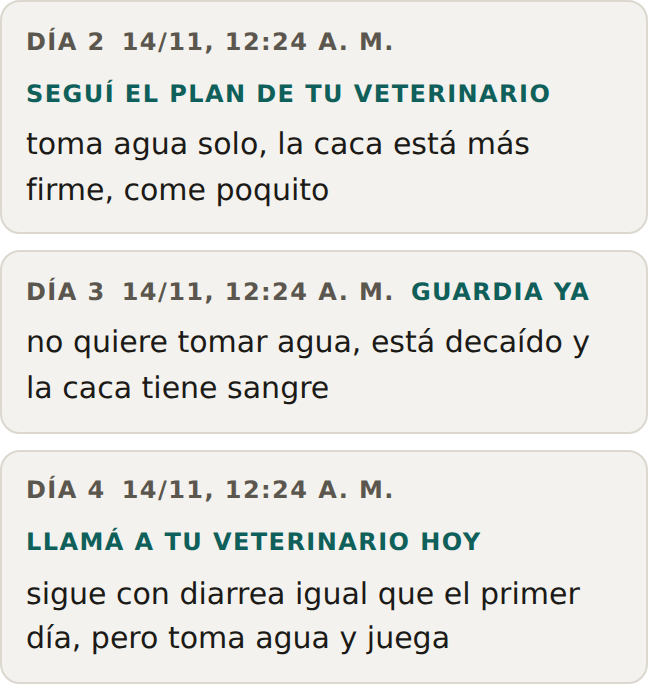 DÍA 2 14/11, 12:24 A. M.
SEGUÍ EL PLAN DE TU VETERINARIO
toma agua solo, la caca está más
firme, come poquito
DÍA 3 14/11, 12:24 A. M. GUARDIA YA
no quiere tomar agua, está decaído y
la caca tiene sangre
DÍA 4 14/11, 12:24 A. M.
LLAMÁ A TU VETERINARIO HOY
sigue con diarrea igual que el primer
día, pero toma agua y juega